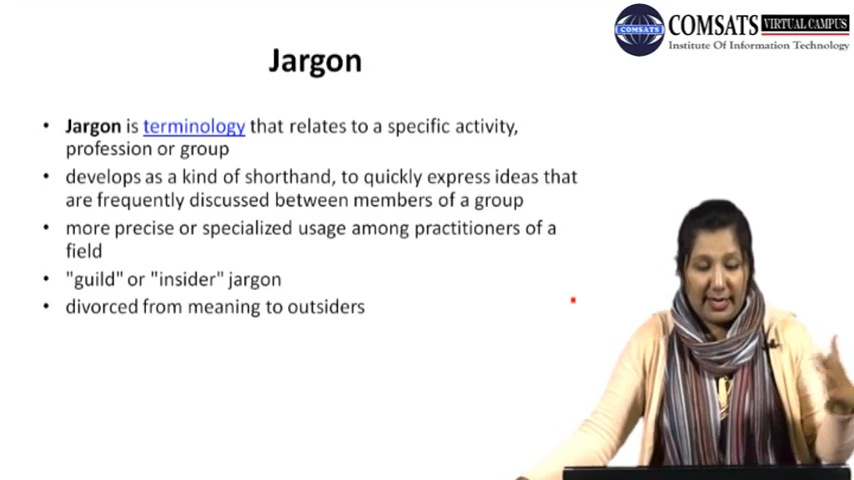 COMSATS VIRTUAL CAMPUS
COMSATS
Institute Of Information Technology
Jargon
• Jargon is terminology that relates to a specific activity,
profession or group
• develops as a kind of shorthand, to quickly express ideas that
are frequently discussed between members of a group
• more precise or specialized usage among practitioners of a
field
• "guild" or "insider" jargon
• divorced from meaning to outsiders